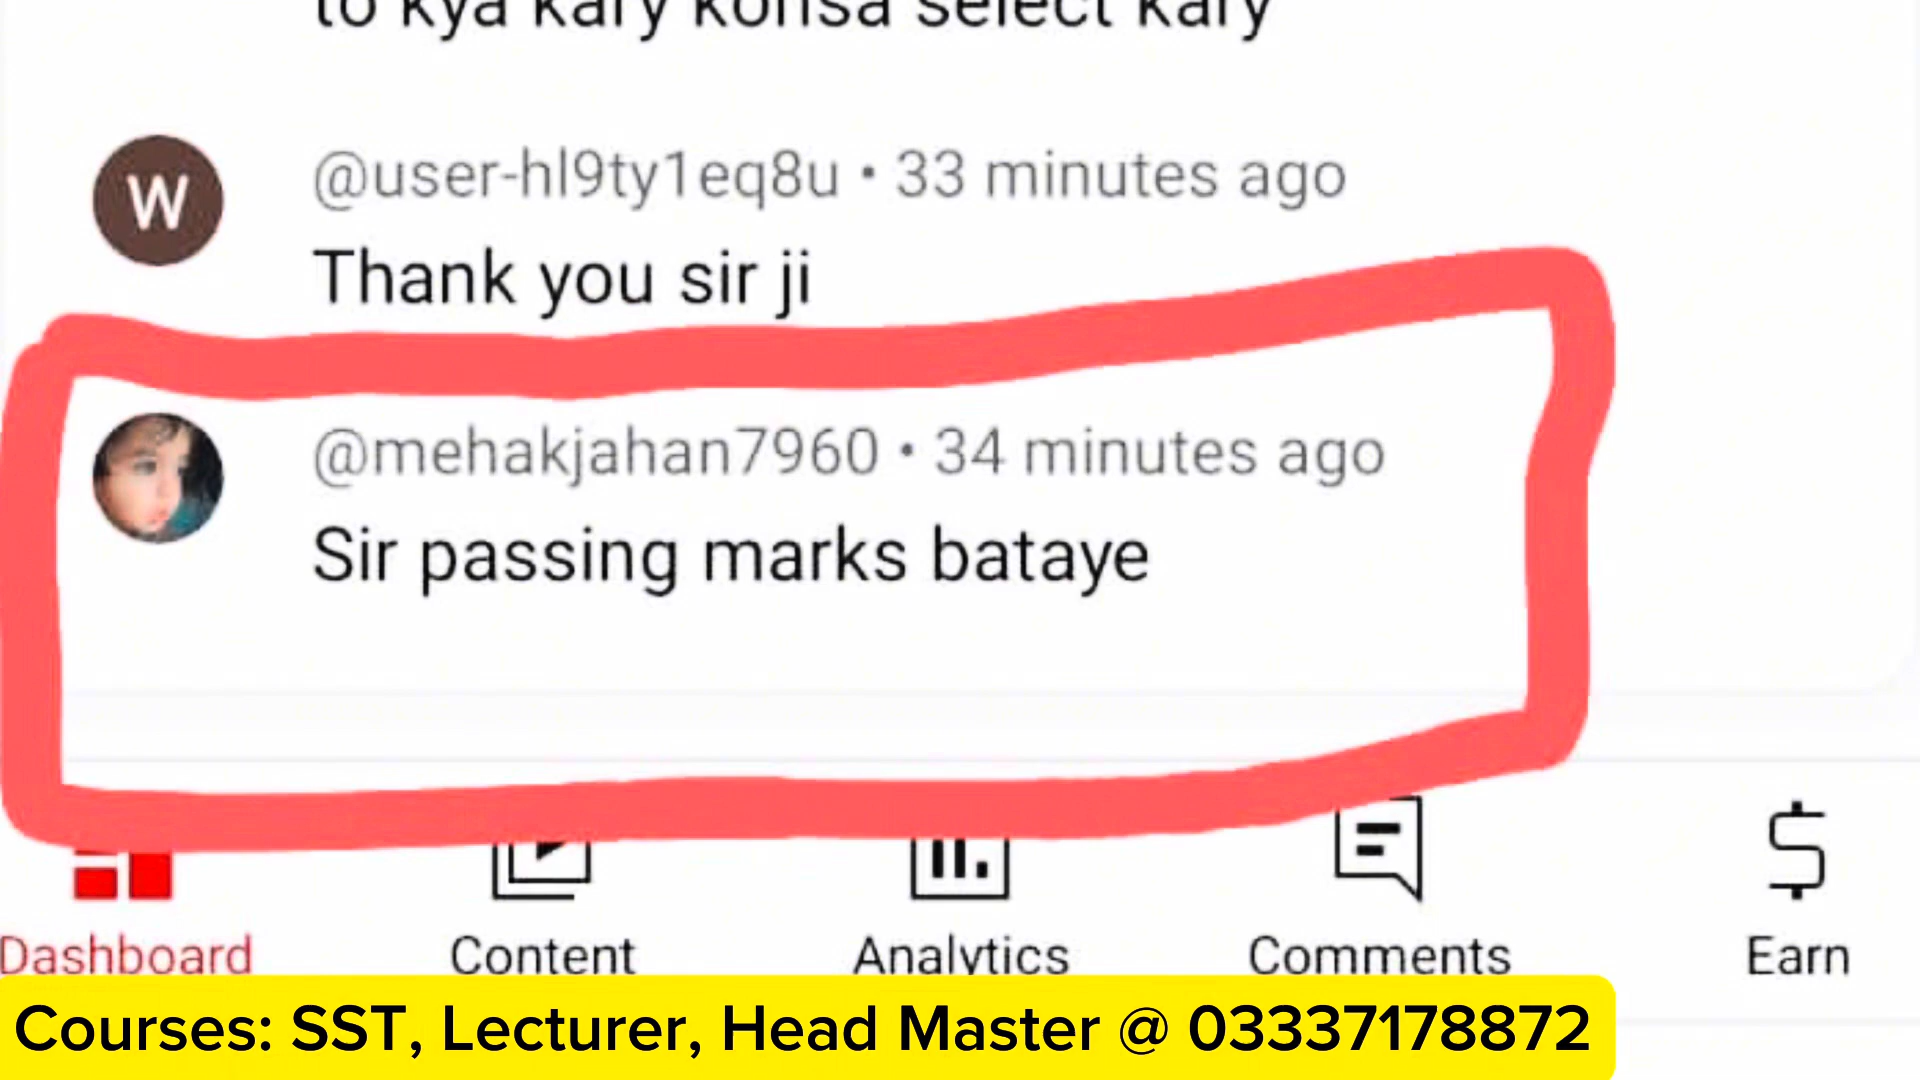 to kya kary konsa select kary
W
@user-hl9ty1eq8u • 33 minutes ago
Thank you sir ji
@mehakjahan7960 • 34 minutes ago
Sir passing marks bataye
Dashboard
Content
Analytics
Comments
Earn
Courses: SST, Lecturer, Head Master @ 03337178872